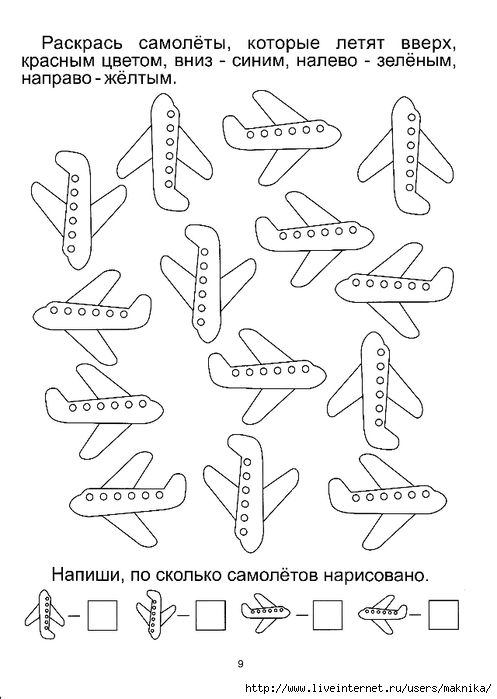 Раскрась самолёты, которые летят вверх,
красным цветом, вниз - синим, налево - зелёным,
направо - жёлтым.
Напиши, по сколько самолётов нарисовано.
– – – –
9
http://www.liveinternet.ru/users/maknika/